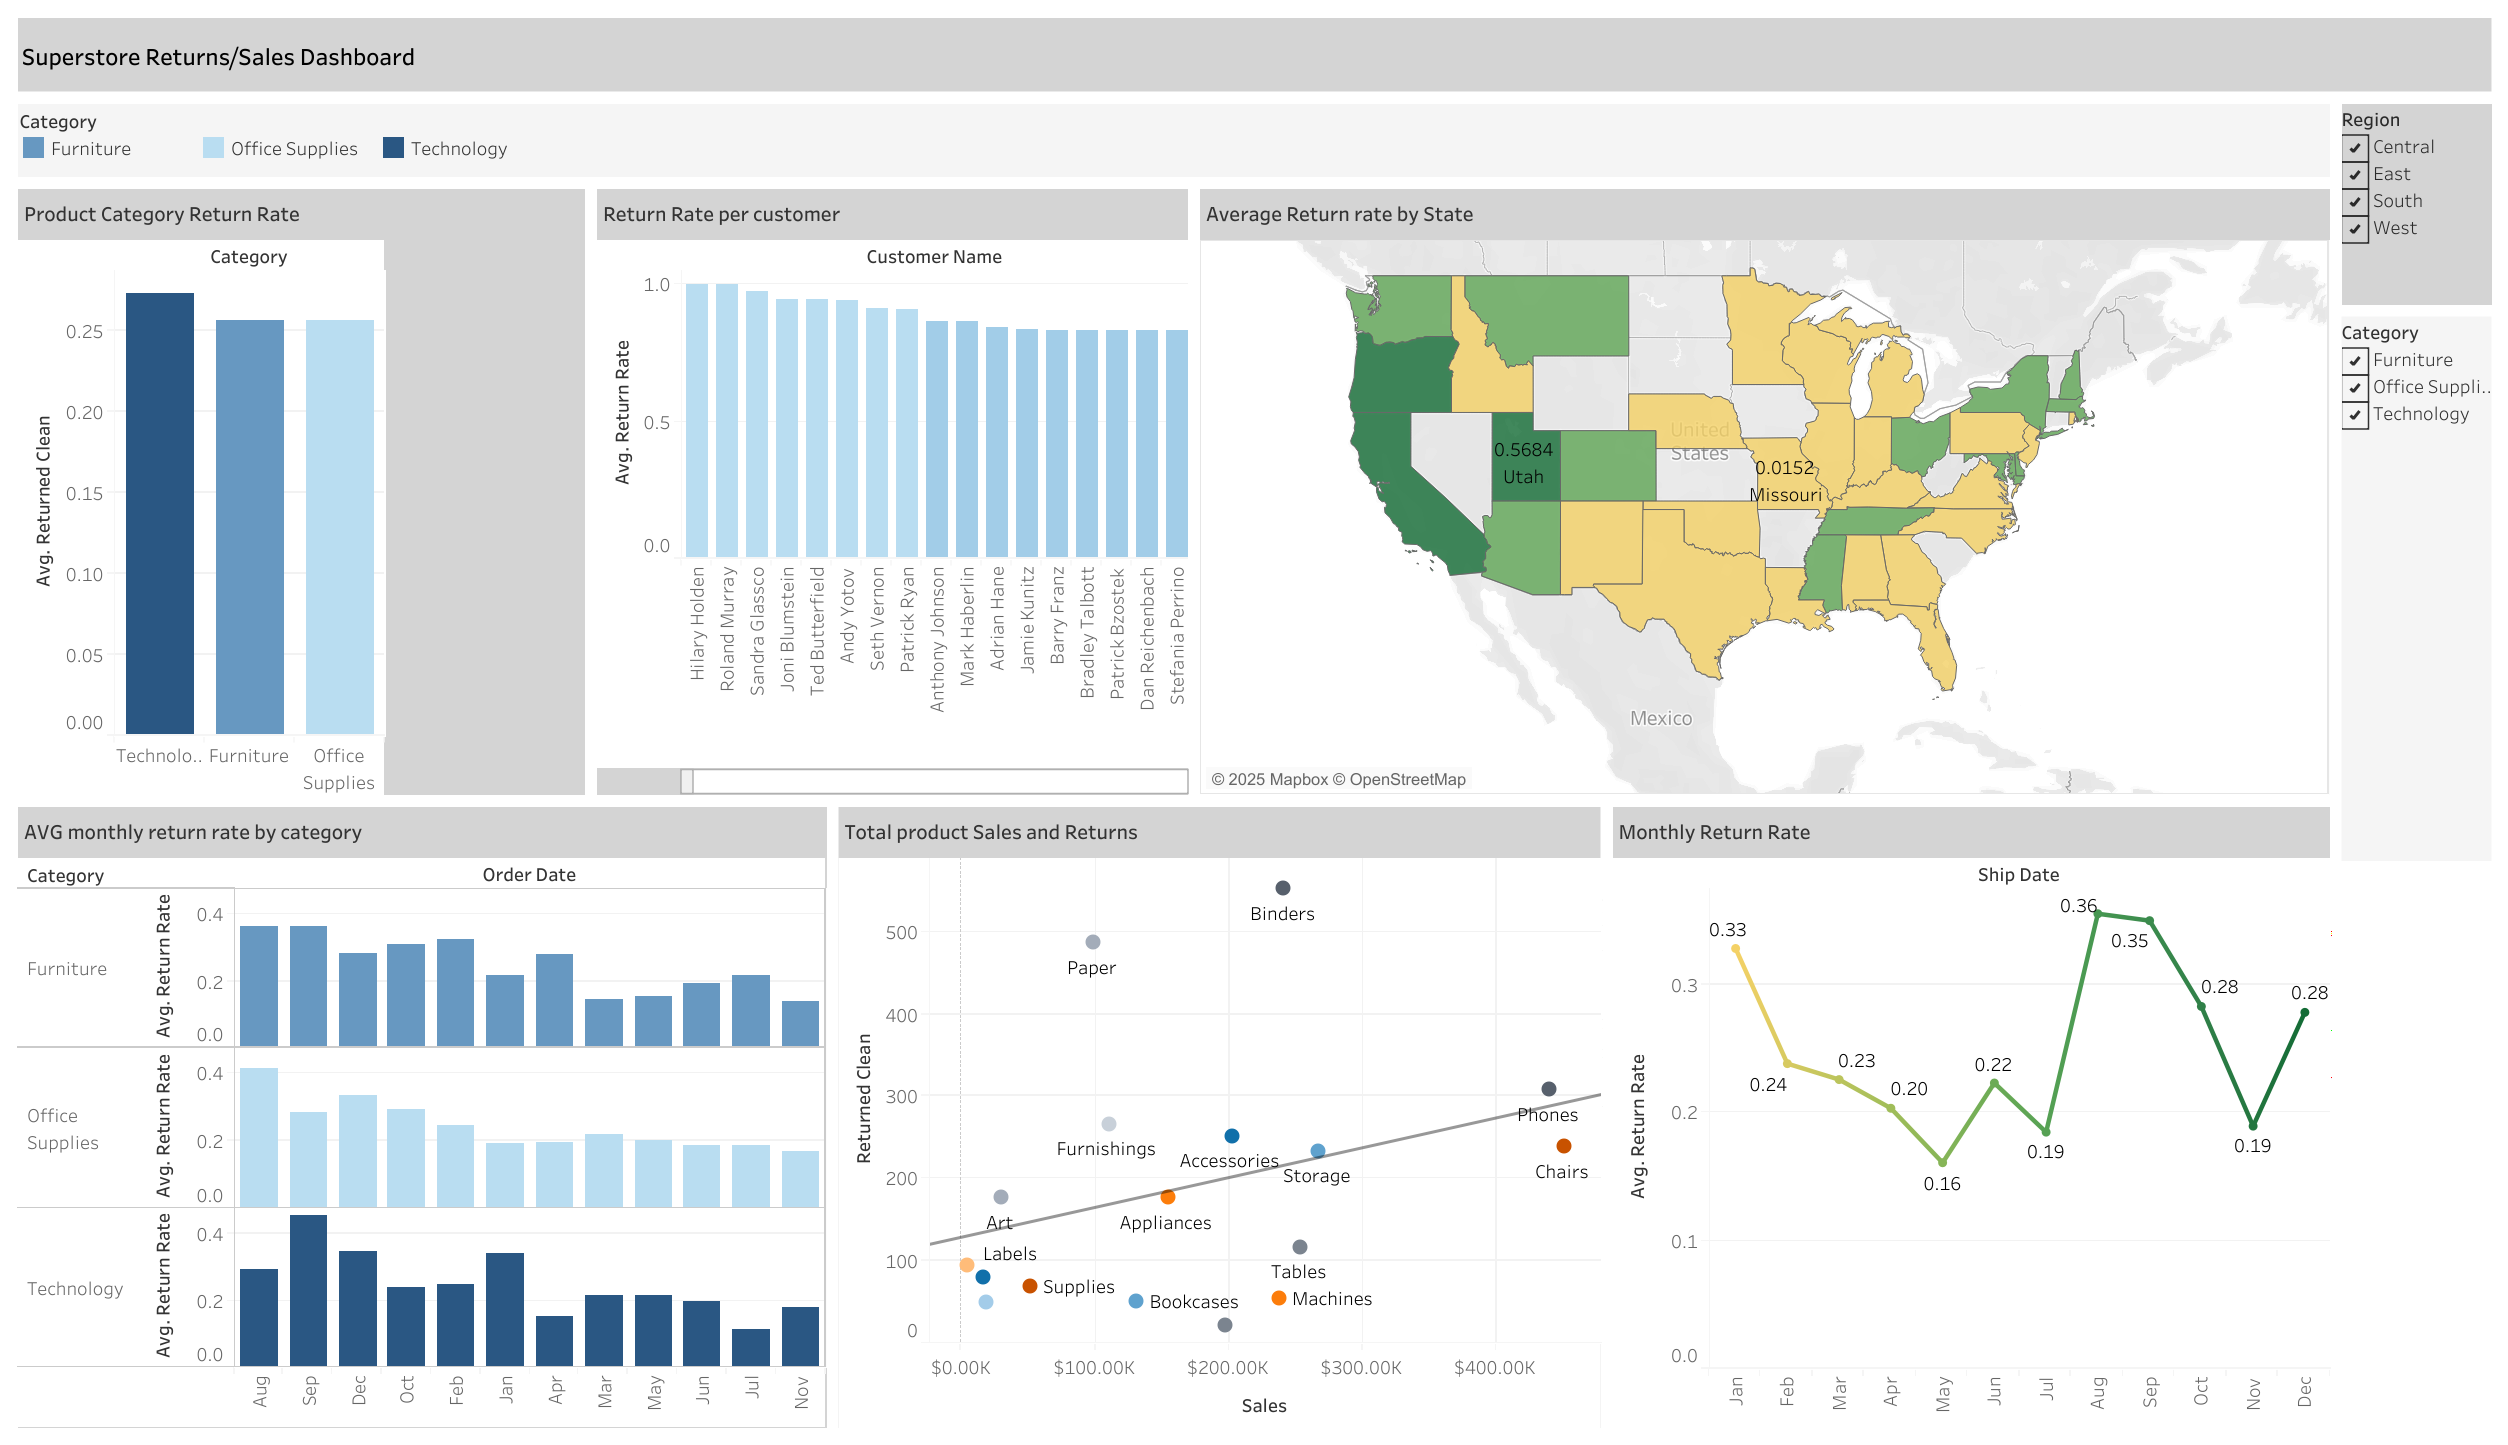 Superstore Returns/Sales Dashboard
Category
Furniture
Office Supplies
Technology
Region
Central
East
South
West
Category
Furniture
Office Suppli..
Technology
Product Category Return Rate
Category
Avg. Returned Clean
0.25
0.20
0.15
0.10
0.05
0.00
Technolo..
Furniture
Office
Supplies
Return Rate per customer
Customer Name
Avg. Return Rate
1.0
0.5
0.0
Hilary Holden
Roland Murray
Sandra Glassco
Joni Blumstein
Ted Butterfield
Andy Yotov
Seth Vernon
Patrick Ryan
Anthony Johnson
Mark Haberlin
Adrian Hane
Jamie Kunitz
Barry Franz
Bradley Talbott
Patrick Bzostek
Dan Reichenbach
Stefania Perrino
Average Return rate by State
United
States
0.5684
Utah
0.0152
Missouri
Mexico
© 2025 Mapbox © OpenStreetMap
AVG monthly return rate by category
Category
Order Date
Furniture
Avg. Return Rate
0.4
0.2
0.0
Office
Supplies
Avg. Return Rate
0.4
0.2
0.0
Technology
Avg. Return Rate
0.4
0.2
0.0
Aug
Sep
Dec
Oct
Feb
Jan
Apr
Mar
May
Jun
Jul
Nov
Total product Sales and Returns
Returned Clean
500
400
300
200
100
0
Binders
Paper
Phones
Furnishings
Accessories
Storage
Chairs
Art
Appliances
Labels
Tables
Supplies
Bookcases
Machines
$0.00K
$100.00K
$200.00K
$300.00K
$400.00K
Sales
Monthly Return Rate
Ship Date
Avg. Return Rate
0.3
0.2
0.1
0.0
0.33
0.24
0.23
0.20
0.16
0.22
0.19
0.36
0.35
0.28
0.19
0.28
Jan
Feb
Mar
Apr
May
Jun
Jul
Aug
Sep
Oct
Nov
Dec